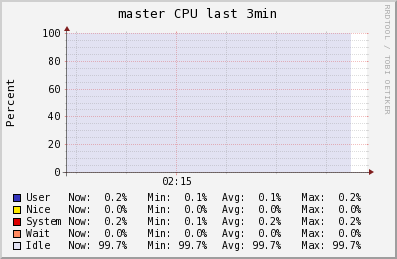 master CPU last 3min
RRDTOOL / TOBI OETIKER
Percent
100
80
60
40
20
0
02:15
User Now: 0.2% Min: 0.1% Avg: 0.1% Max: 0.2%
Nice Now: 0.0% Min: 0.0% Avg: 0.0% Max: 0.0%
System Now: 0.2% Min: 0.1% Avg: 0.2% Max: 0.2%
Wait Now: 0.0% Min: 0.0% Avg: 0.0% Max: 0.0%
Idle Now: 99.7% Min: 99.7% Avg: 99.7% Max: 99.7%